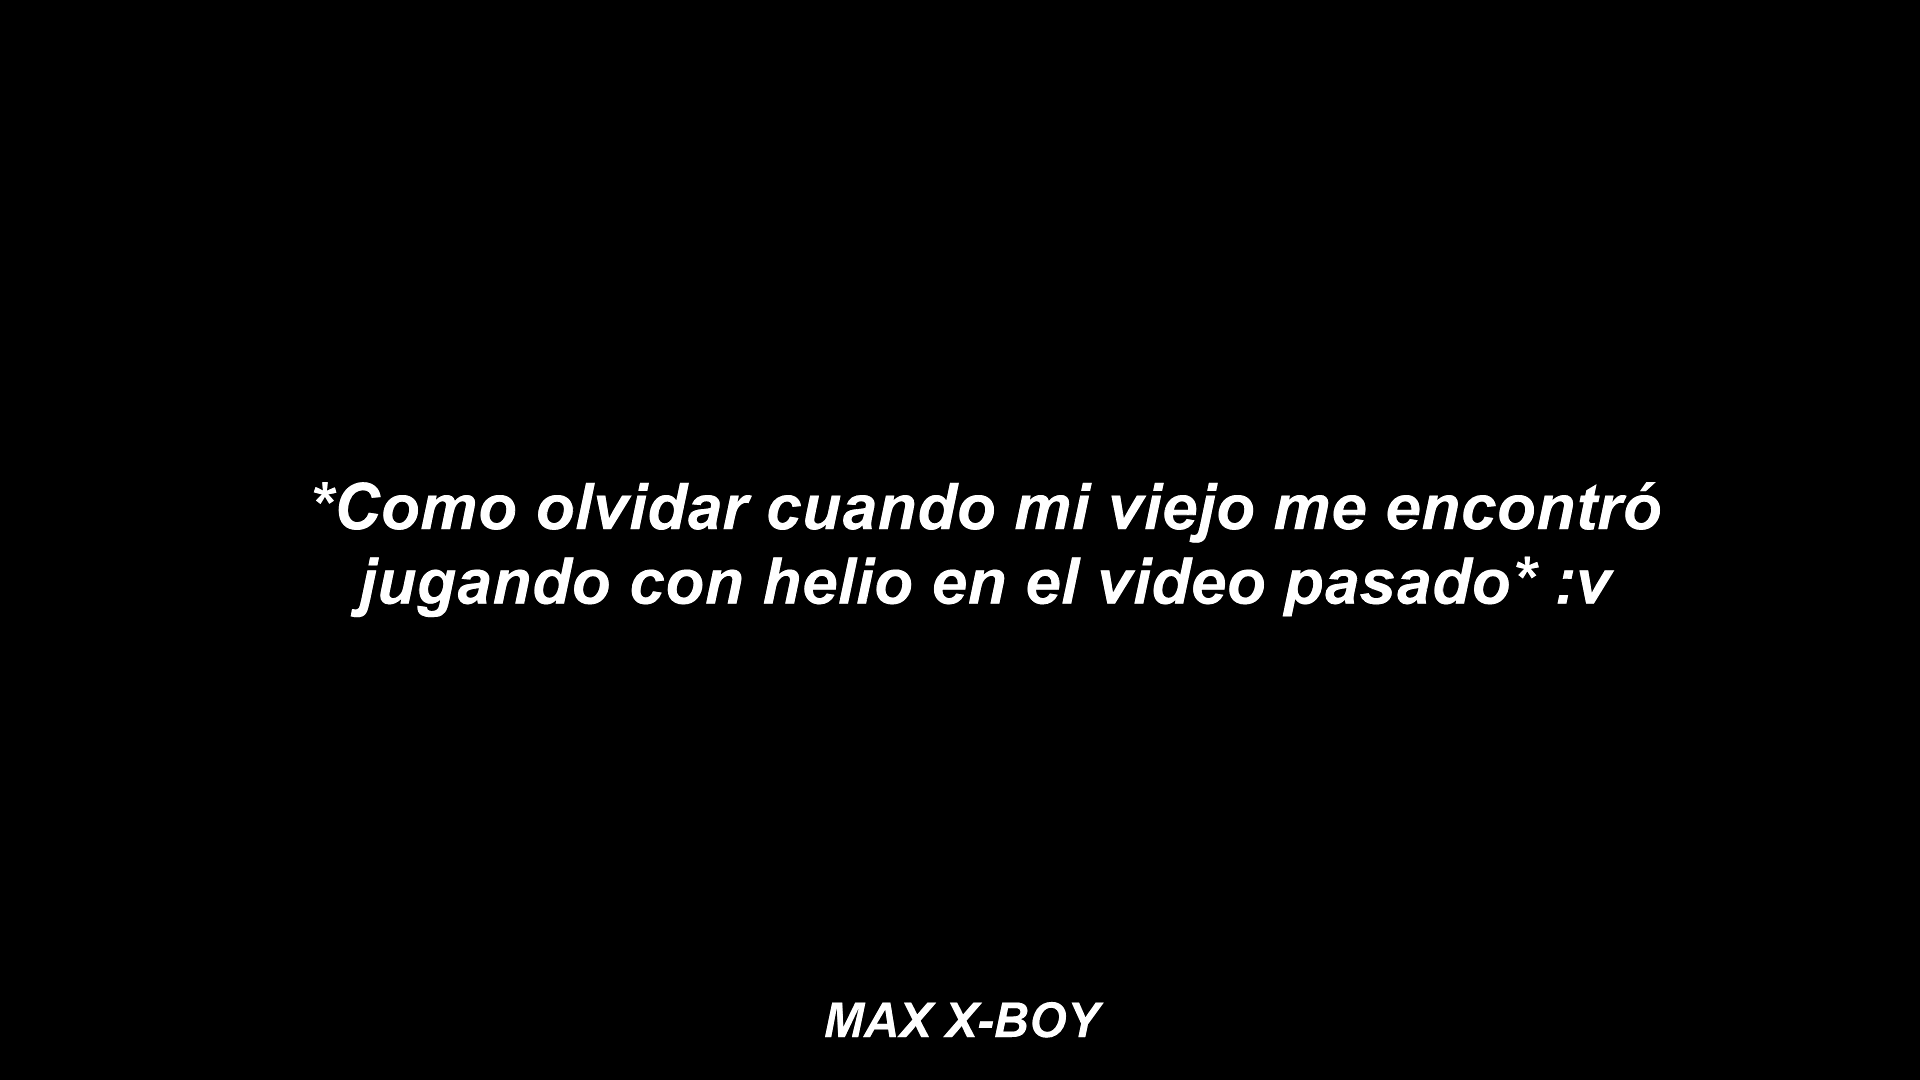 *Como olvidar cuando mi viejo me encontró
jugando con helio en el video pasado* :v
MAX X-BOY